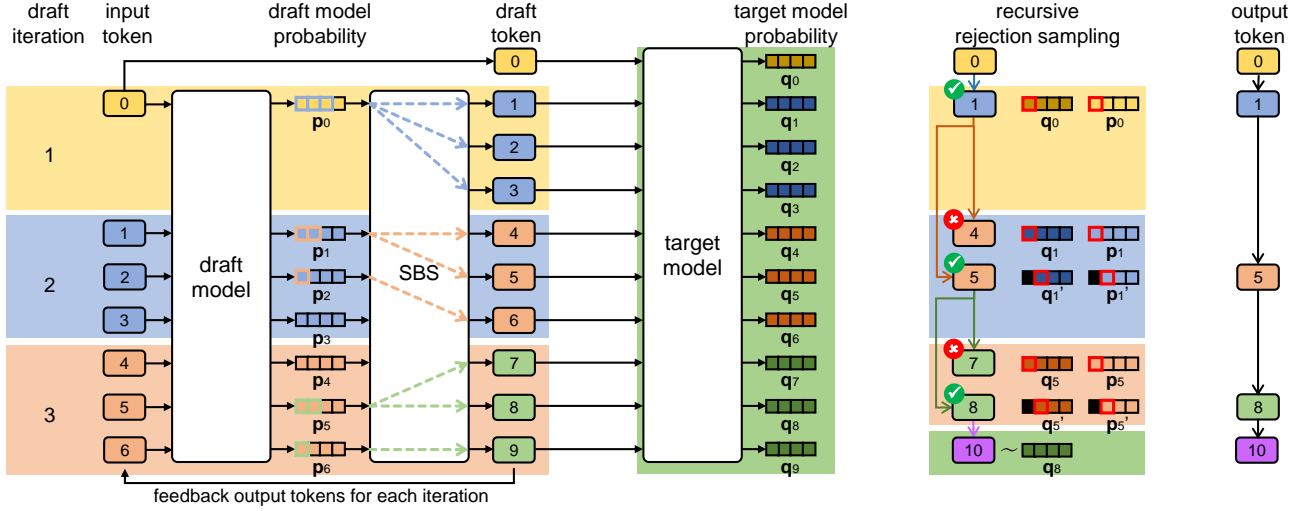 draft iteration
input token
draft model probability
draft token
target model probability
recursive rejection sampling
output token
0
q0
0
0
1
0
p0
1
q1
2
q2
3
q3
1
q0
p0
1
2
1
p1
4
q4
2
p2
5
q5
3
p3
6
q6
4
q1
p1
5
q1'
p1'
5
draft model
SBS
target model
3
4
p4
7
q7
5
p5
8
q8
6
p6
9
q9
7
q5
p5
8
q5'
p5'
8
10
~
q8
10
feedback output tokens for each iteration